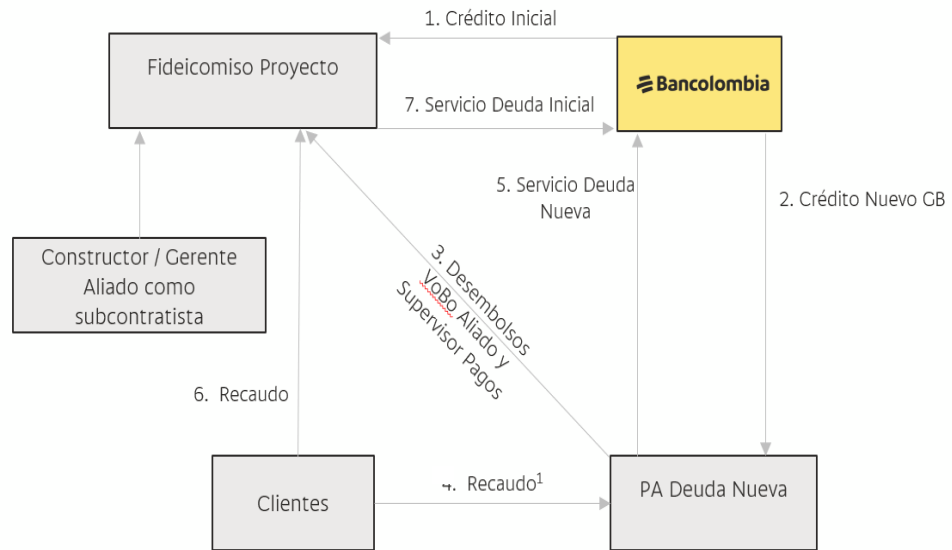 1. Crédito Inicial
Fideicomiso Proyecto
Bancolombia
7. Servicio Deuda Inicial
5. Servicio Deuda
Nueva
2. Crédito Nuevo GB
Constructor / Gerente
Aliado como
subcontratista
3. Desembolsos
VoBo Aliado y
Supervisor Pagos
6. Recaudo
Clientes
4. Recaudo¹
PA Deuda Nueva